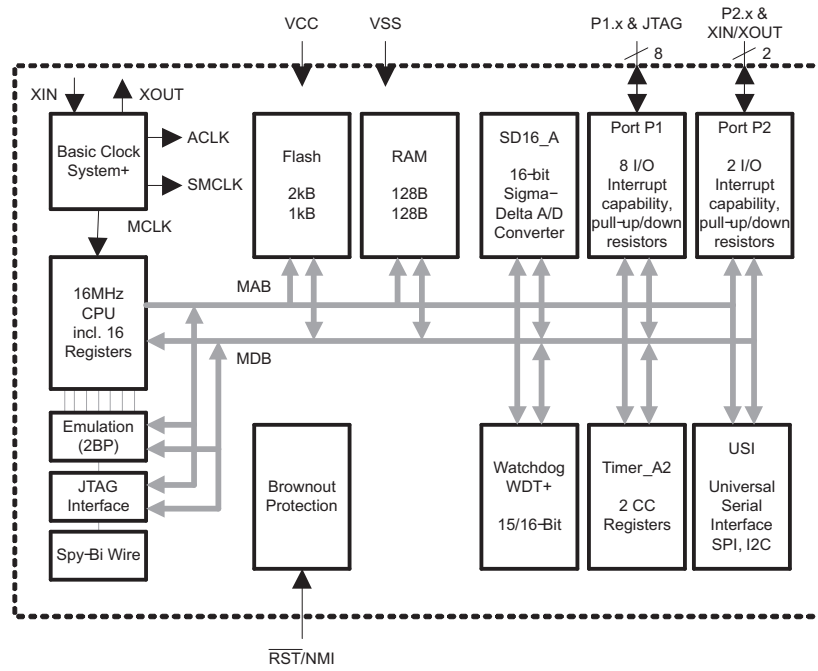 VCC
VSS
P1.x & JTAG
8
P2.x &
XIN/XOUT
2
XIN
XOUT
Basic Clock
System+
ACLK
SMCLK
MCLK
Flash
2kB
1kB
RAM
128B
128B
SD16_A
16-bit
Sigma-
Delta A/D
Converter
Port P1
8 I/O
Interrupt
capability,
pull-up/down
resistors
Port P2
2 I/O
Interrupt
capability,
pull-up/down
resistors
16MHz
CPU
incl. 16
Registers
MAB
MDB
Emulation
(2BP)
JTAG
Interface
Spy-Bi Wire
Brownout
Protection
Watchdog
WDT+
15/16-Bit
Timer_A2
2 CC
Registers
USI
Universal
Serial
Interface
SPI, I2C
RST/NMI